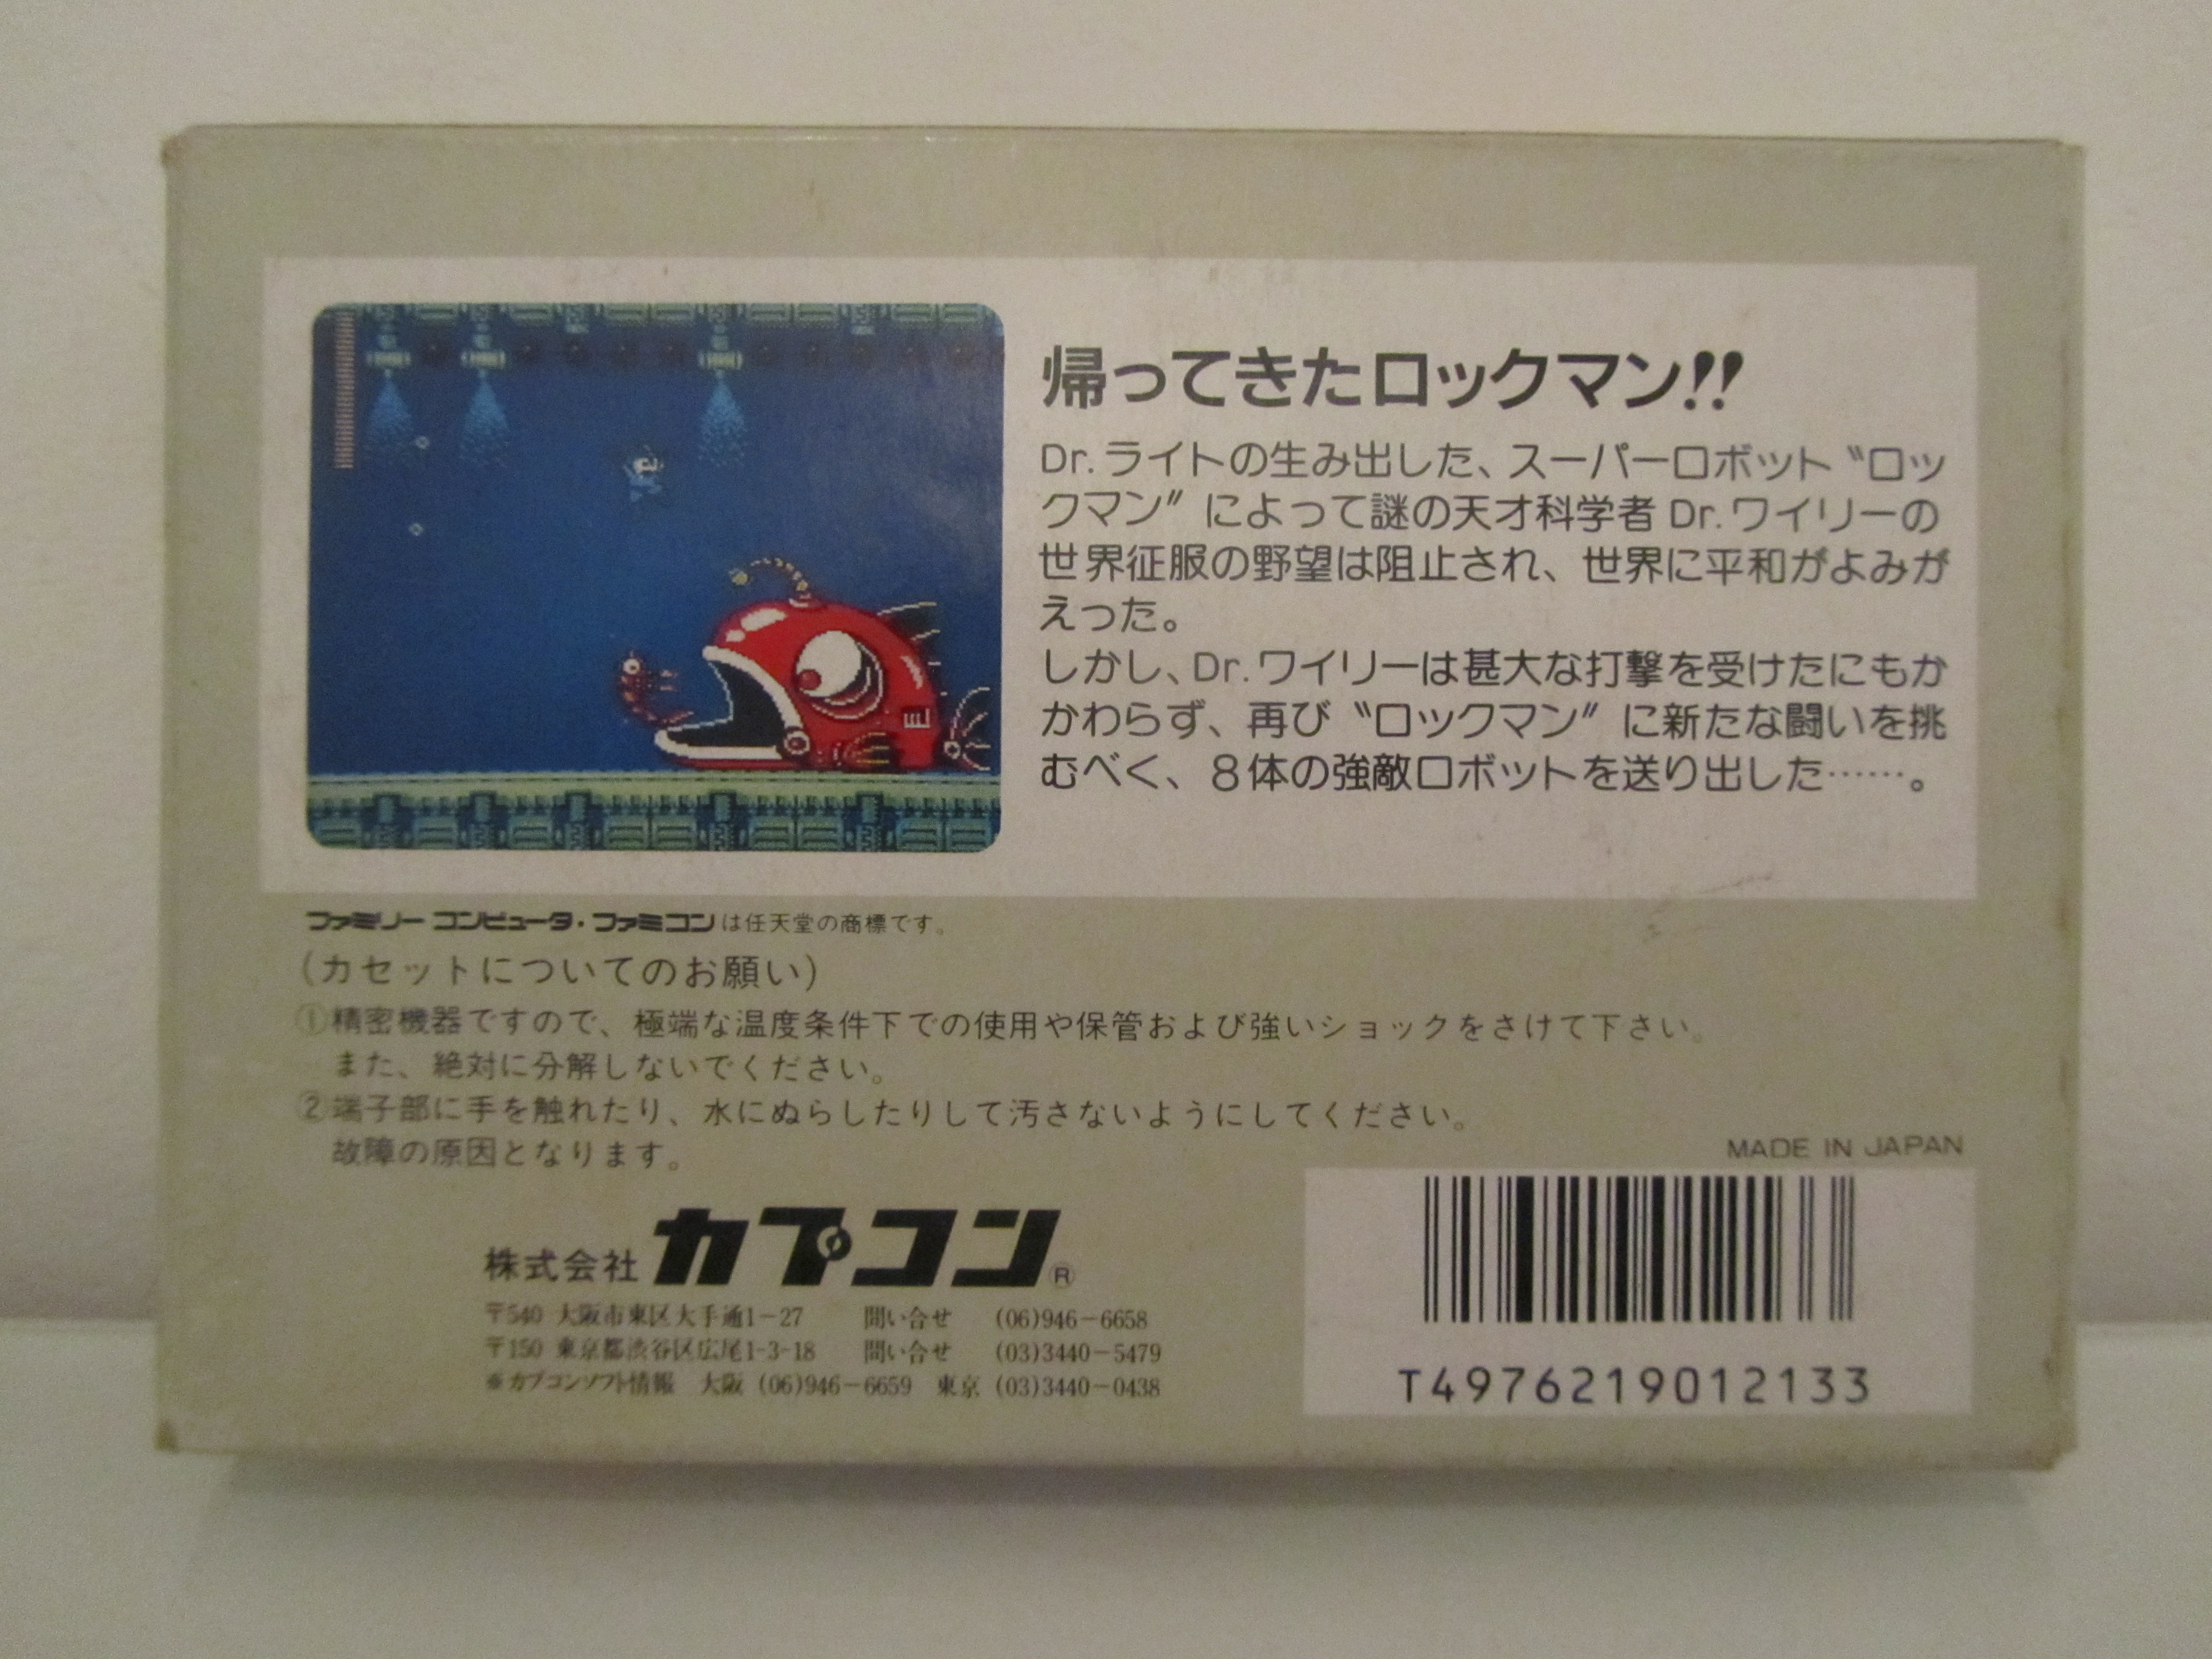 帰ってきたロックマン!!
Dr.ライトの生み出した、スーパーロボット〝ロッ
クマン〟によって謎の天才科学者 Dr.ワイリーの
世界征服の野望は阻止され、世界に平和がよみが
えった。
しかし、Dr.ワイリーは甚大な打撃を受けたにもか
かわらず、再び〝ロックマン〟に新たな闘いを挑
むべく、8体の強敵ロボットを送り出した……。
E
ファミリー コンピュータ・ファミコンは任天堂の商標です。
(カセットについてのお願い)
①精密機器ですので、極端な温度条件下での使用や保管および強いショックをさけて下さい。
また、絶対に分解しないでください。
②端子部に手を触れたり、水にぬらしたりして汚さないようにしてください。
故障の原因となります。
MADE IN JAPAN
株式会社カプコン®
〒540 大阪市東区大手通1-27 問い合せ (06)946-6658
〒150 東京都渋谷区広尾1-3-18 問い合せ (03)3440-5479
※カプコンソフト情報 大阪 (06)946-6659 東京 (03)3440-0438
T4976219012133